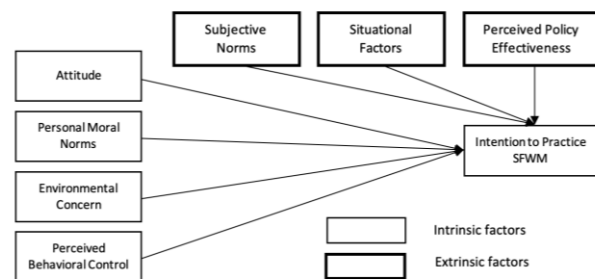 Subjective
Norms
Situational
Factors
Perceived Policy
Effectiveness
Attitude
Personal Moral
Norms
Intention to Practice
SFWM
Environmental
Concern
Perceived
Behavioral Control
Intrinsic factors
Extrinsic factors